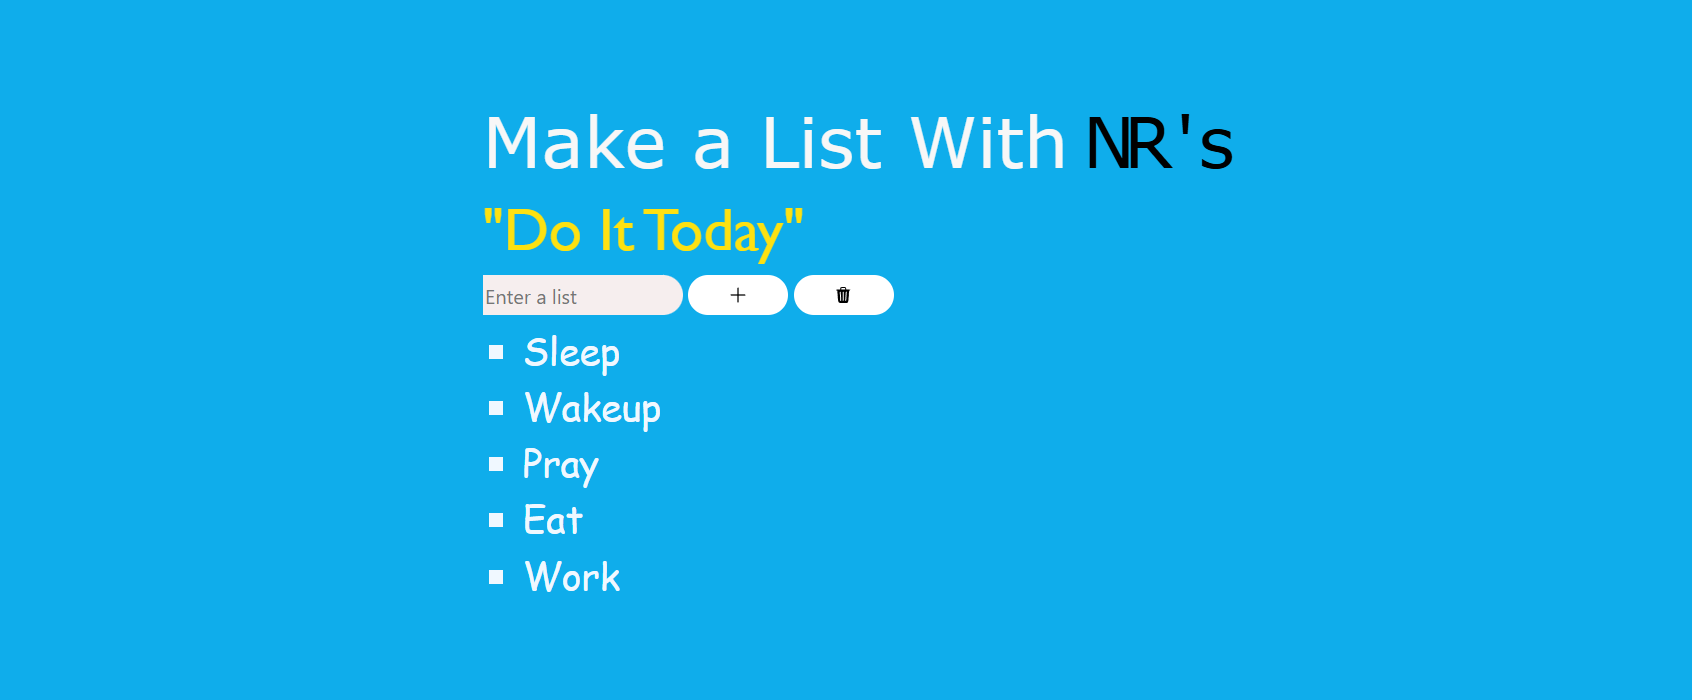 Make a List With NR's
"Do It Today"
Enter a list
Sleep
Wakeup
Pray
Eat
Work